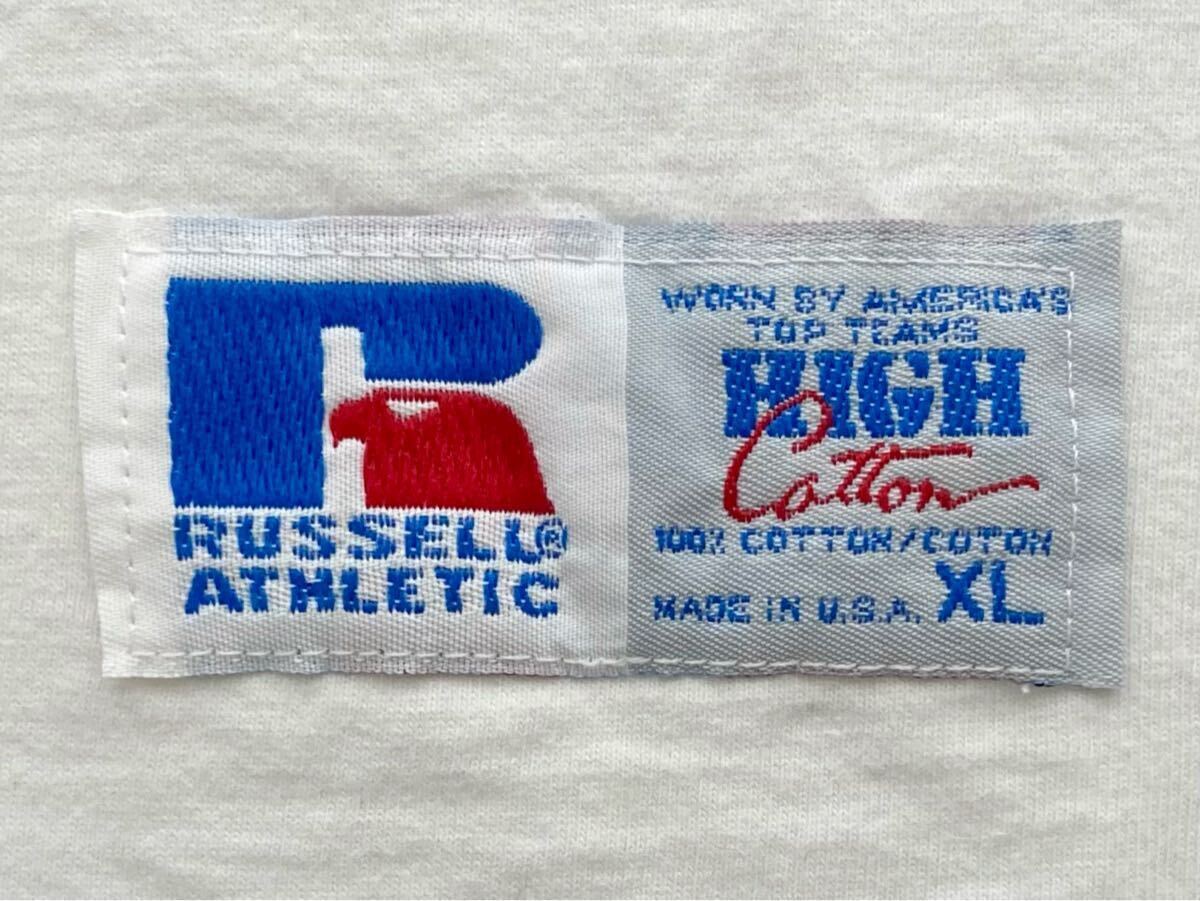 R
RUSSELL®
ATHLETIC
WORN BY AMERICA'S
TOP TEAMS
HIGH
Cotton
100% COTTON/COTON
MADE IN U.S.A. XL